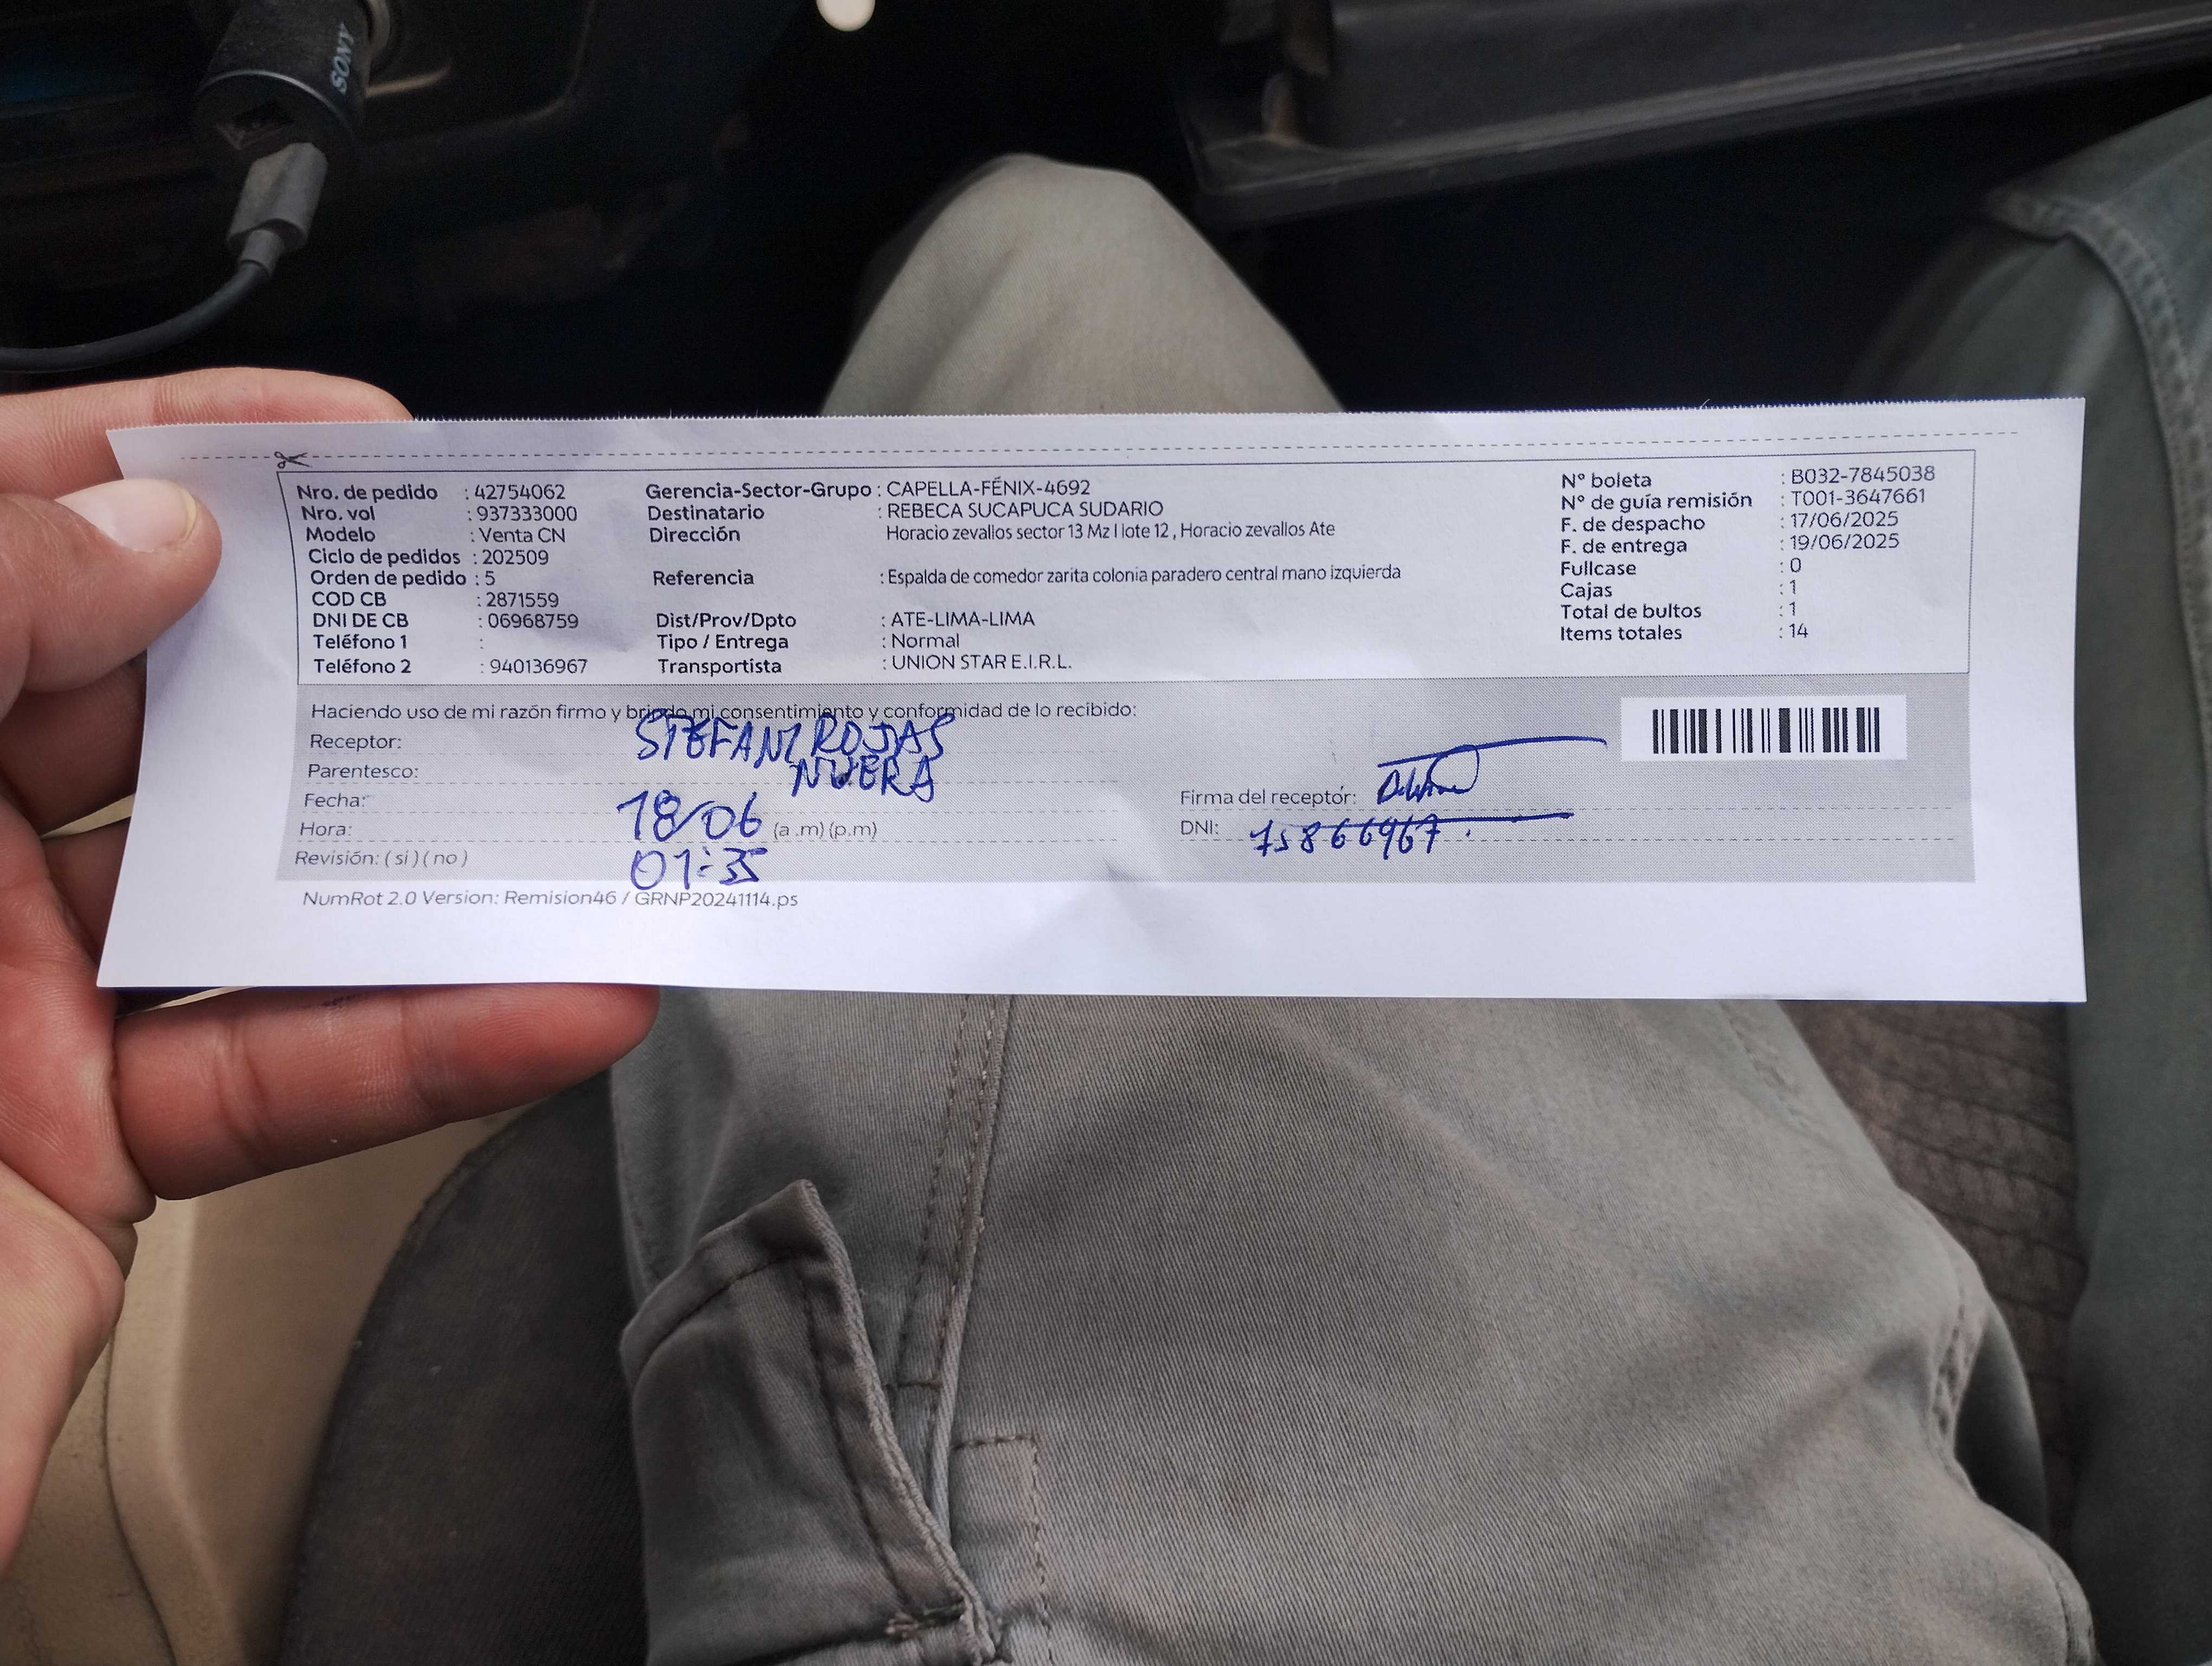 SONY
Nro. de pedido : 42754062 Gerencia-Sector-Grupo : CAPELLA-FÉNIX-4692 N° boleta : B032-7845038
Nro. vol : 937333000 Destinatario : REBECA SUCAPUCA SUDARIO N° de guía remisión : T001-3647661
Modelo : Venta CN Dirección Horacio zevallos sector 13 Mz I lote 12 , Horacio zevallos Ate F. de despacho : 17/06/2025
Ciclo de pedidos : 202509 F. de entrega : 19/06/2025
Orden de pedido : 5 Referencia : Espalda de comedor zarita colonia paradero central mano izquierda Fullcase : 0
COD CB : 2871559 Cajas : 1
DNI DE CB : 06968759 Dist/Prov/Dpto : ATE-LIMA-LIMA Total de bultos : 1
Teléfono 1 : Tipo / Entrega : Normal Items totales : 14
Teléfono 2 : 940136967 Transportista : UNION STAR E.I.R.L.
Haciendo uso de mi razón firmo y brindo mi consentimiento y conformidad de lo recibido:
Receptor: STEFANI ROJAS
Parentesco: NUERA
Fecha: 18/06 Firma del receptor:
Hora: (a .m) (p.m) DNI: 75866967.
Revisión: ( si ) ( no ) 01:35
NumRot 2.0 Version: Remision46 / GRNP20241114.ps